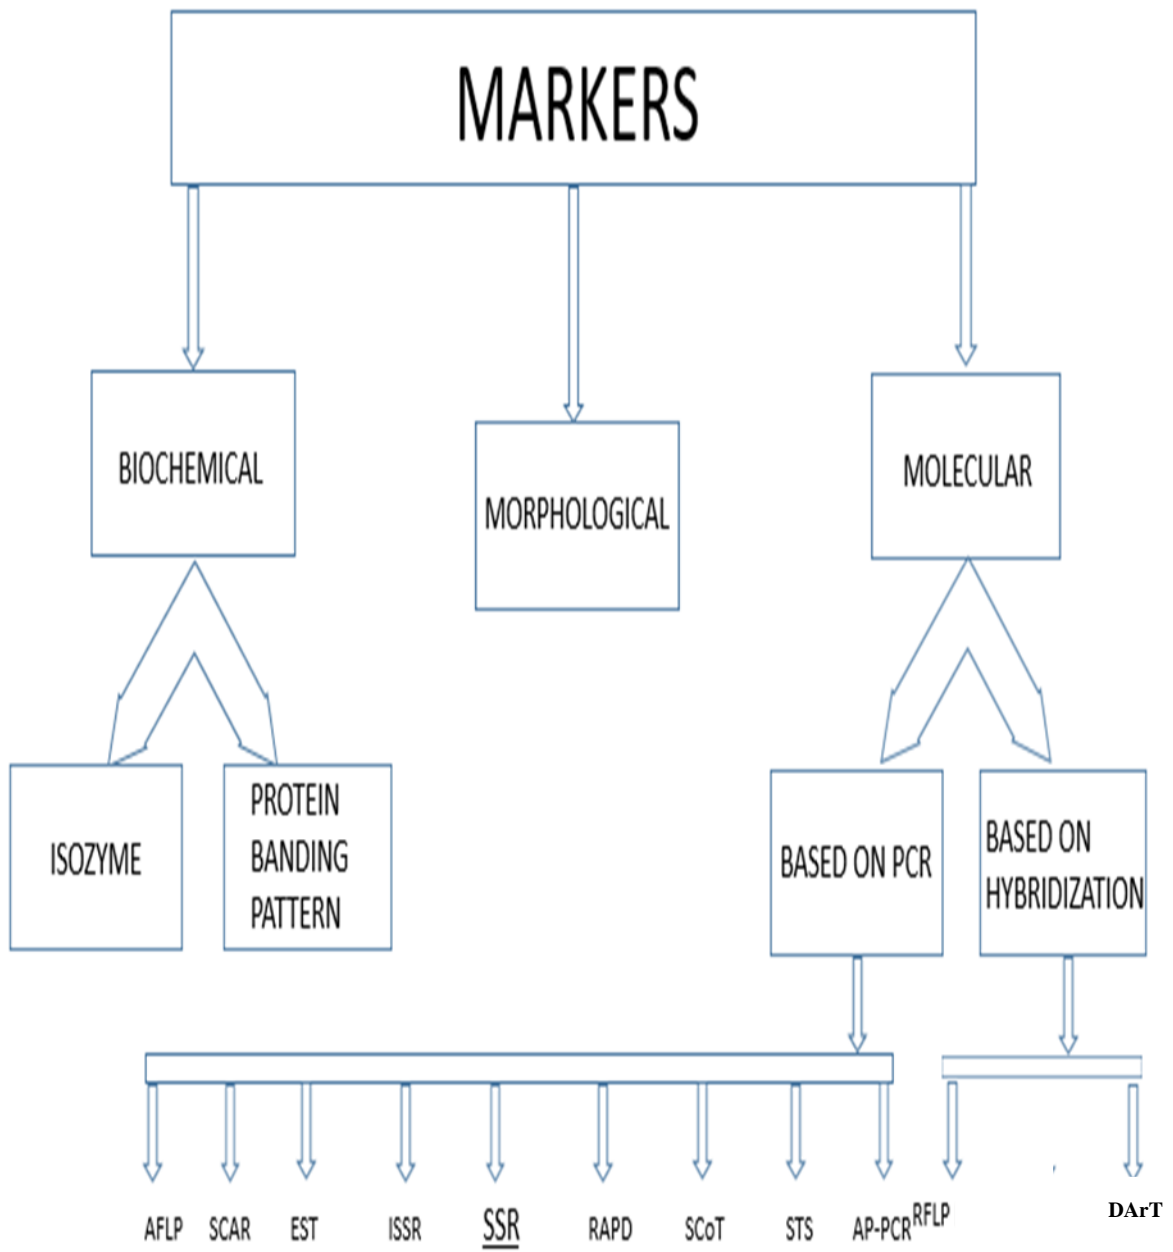 MARKERS
BIOCHEMICAL
MORPHOLOGICAL
MOLECULAR
ISOZYME
PROTEIN
BANDING
PATTERN
BASED ON PCR
BASED ON
HYBRIDIZATION
AFLP
SCAR
EST
ISSR
SSR
RAPD
SCoT
STS
AP-PCR
RFLP
DArT